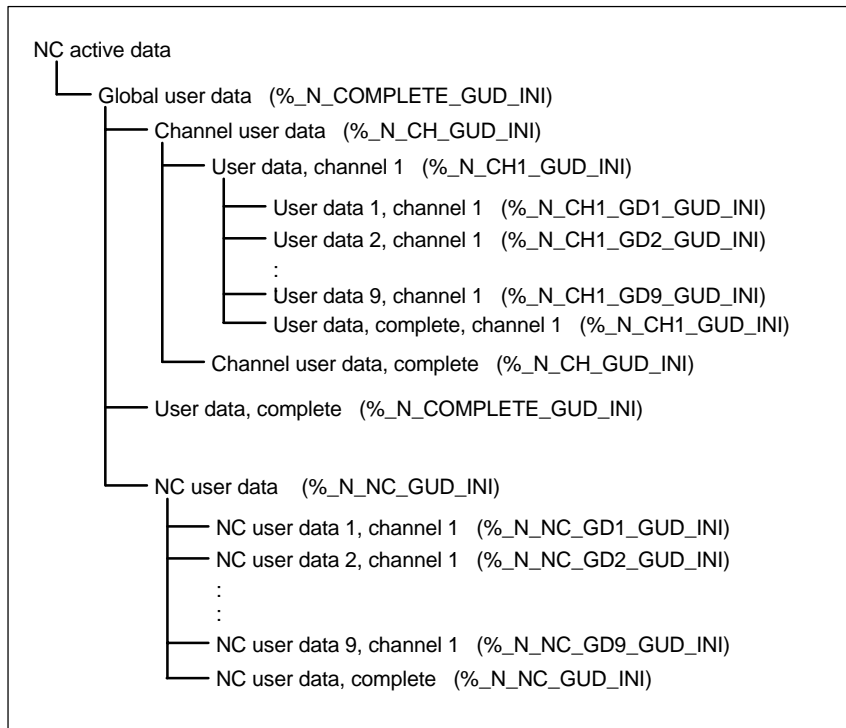 NC active data
Global user data (%_N_COMPLETE_GUD_INI)
Channel user data (%_N_CH_GUD_INI)
User data, channel 1 (%_N_CH1_GUD_INI)
User data 1, channel 1 (%_N_CH1_GD1_GUD_INI)
User data 2, channel 1 (%_N_CH1_GD2_GUD_INI)
:
:
User data 9, channel 1 (%_N_CH1_GD9_GUD_INI)
User data, complete, channel 1 (%_N_CH1_GUD_INI)
Channel user data, complete (%_N_CH_GUD_INI)
User data, complete (%_N_COMPLETE_GUD_INI)
NC user data (%_N_NC_GUD_INI)
NC user data 1, channel 1 (%_N_NC_GD1_GUD_INI)
NC user data 2, channel 1 (%_N_NC_GD2_GUD_INI)
:
:
NC user data 9, channel 1 (%_N_NC_GD9_GUD_INI)
NC user data, complete (%_N_NC_GUD_INI)